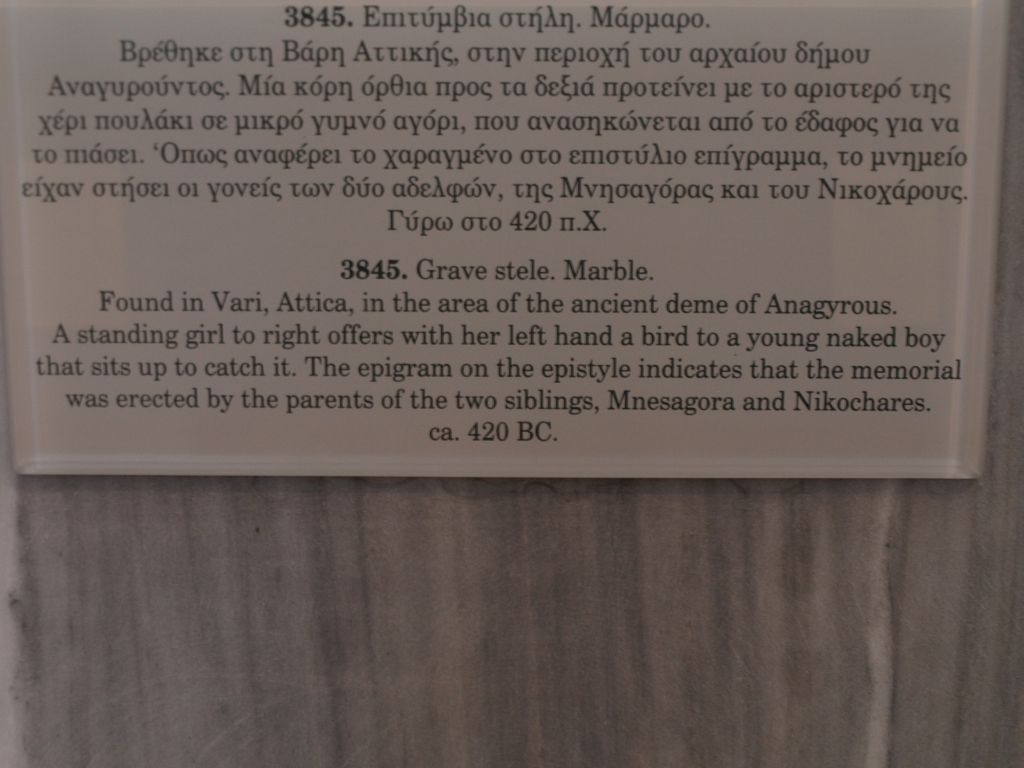 3845. Επιτύμβια στήλη. Μάρμαρο.
Βρέθηκε στη Βάρη Αττικής, στην περιοχή του αρχαίου δήμου
Αναγυρούντος. Μία κόρη όρθια προς τα δεξιά προτείνει με το αριστερό της
χέρι πουλάκι σε μικρό γυμνό αγόρι, που ανασηκώνεται από το έδαφος για να
το πιάσει. ‘Οπως αναφέρει το χαραγμένο στο επιστύλιο επίγραμμα, το μνημείο
είχαν στήσει οι γονείς των δύο αδελφών, της Μνησαγόρας και του Νικοχάρους.
Γύρω στο 420 π.Χ.
3845. Grave stele. Marble.
Found in Vari, Attica, in the area of the ancient deme of Anagyrous.
A standing girl to right offers with her left hand a bird to a young naked boy
that sits up to catch it. The epigram on the epistyle indicates that the memorial
was erected by the parents of the two siblings, Mnesagora and Nikochares.
ca. 420 BC.